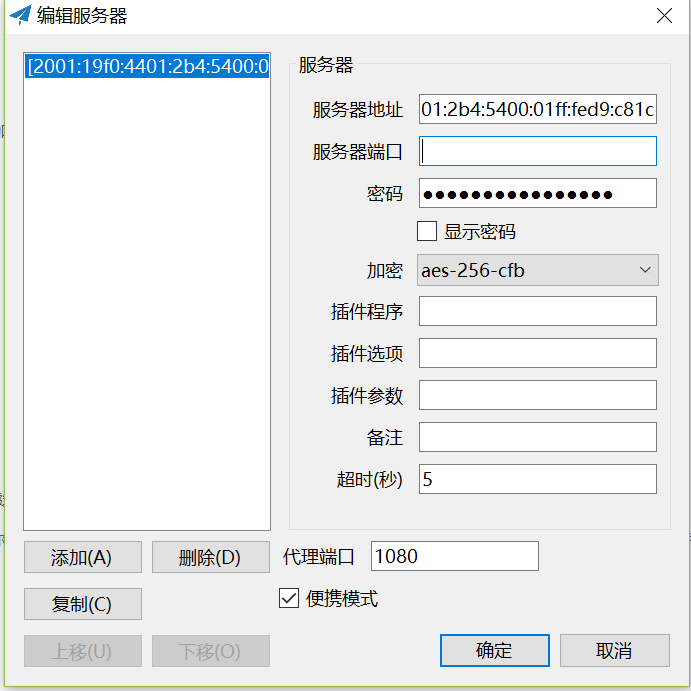 编辑服务器
[2001:19f0:4401:2b4:5400:0
服务器
服务器地址 01:2b4:5400:01ff:fed9:c81c
服务器端口
密码 ●●●●●●●●●●●●●●●●
显示密码
加密 aes-256-cfb
插件程序
插件选项
插件参数
备注
超时(秒) 5
添加(A) 删除(D) 代理端口 1080
复制(C) 便携模式
上移(U) 下移(O) 确定 取消